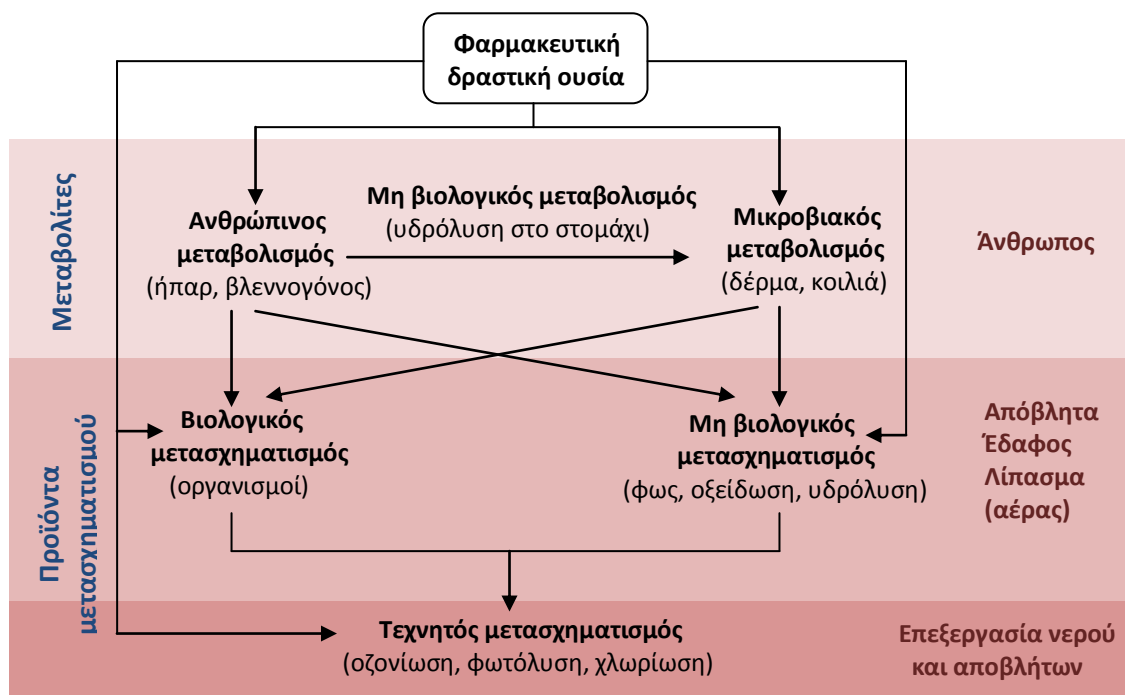 Φαρμακευτική
δραστική ουσία
Μεταβολίτες
Ανθρώπινος
μεταβολισμός
(ήπαρ, βλεννογόνος)
Μη βιολογικός μεταβολισμός
(υδρόλυση στο στομάχι)
Μικροβιακός
μεταβολισμός
(δέρμα, κοιλιά)
Άνθρωπος
Προϊόντα
μετασχηματισμού
Βιολογικός
μετασχηματισμός
(οργανισμοί)
Μη βιολογικός
μετασχηματισμός
(φως, οξείδωση, υδρόλυση)
Απόβλητα
Έδαφος
Λίπασμα
(αέρας)
Τεχνητός μετασχηματισμός
(οζονίωση, φωτόλυση, χλωρίωση)
Επεξεργασία νερού
και αποβλήτων